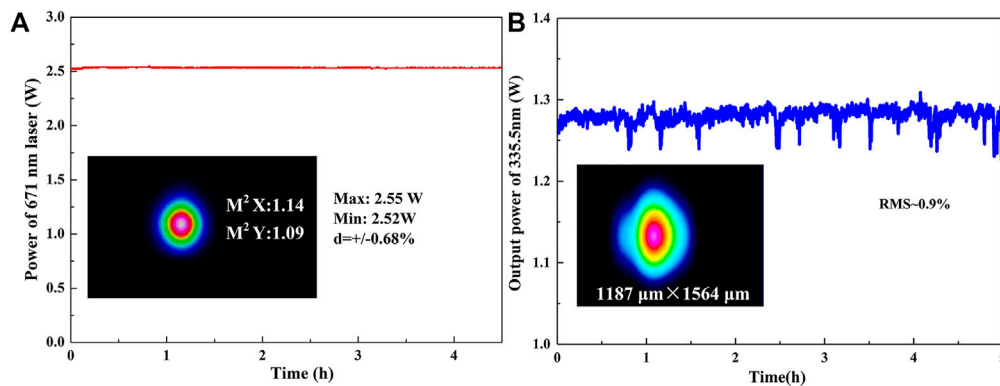 A
3.0
2.5
2.0
1.5
1.0
0.5
0.0
Power of 671 nm laser (W)
M² X:1.14
M² Y:1.09
Max: 2.55 W
Min: 2.52W
d=+/-0.68%
0 1 2 3 4
Time (h)
B
1.4
1.3
1.2
1.1
1.0
Output power of 335.5nm (W)
RMS~0.9%
1187 μm×1564 μm
0 1 2 3 4 5
Time(h)